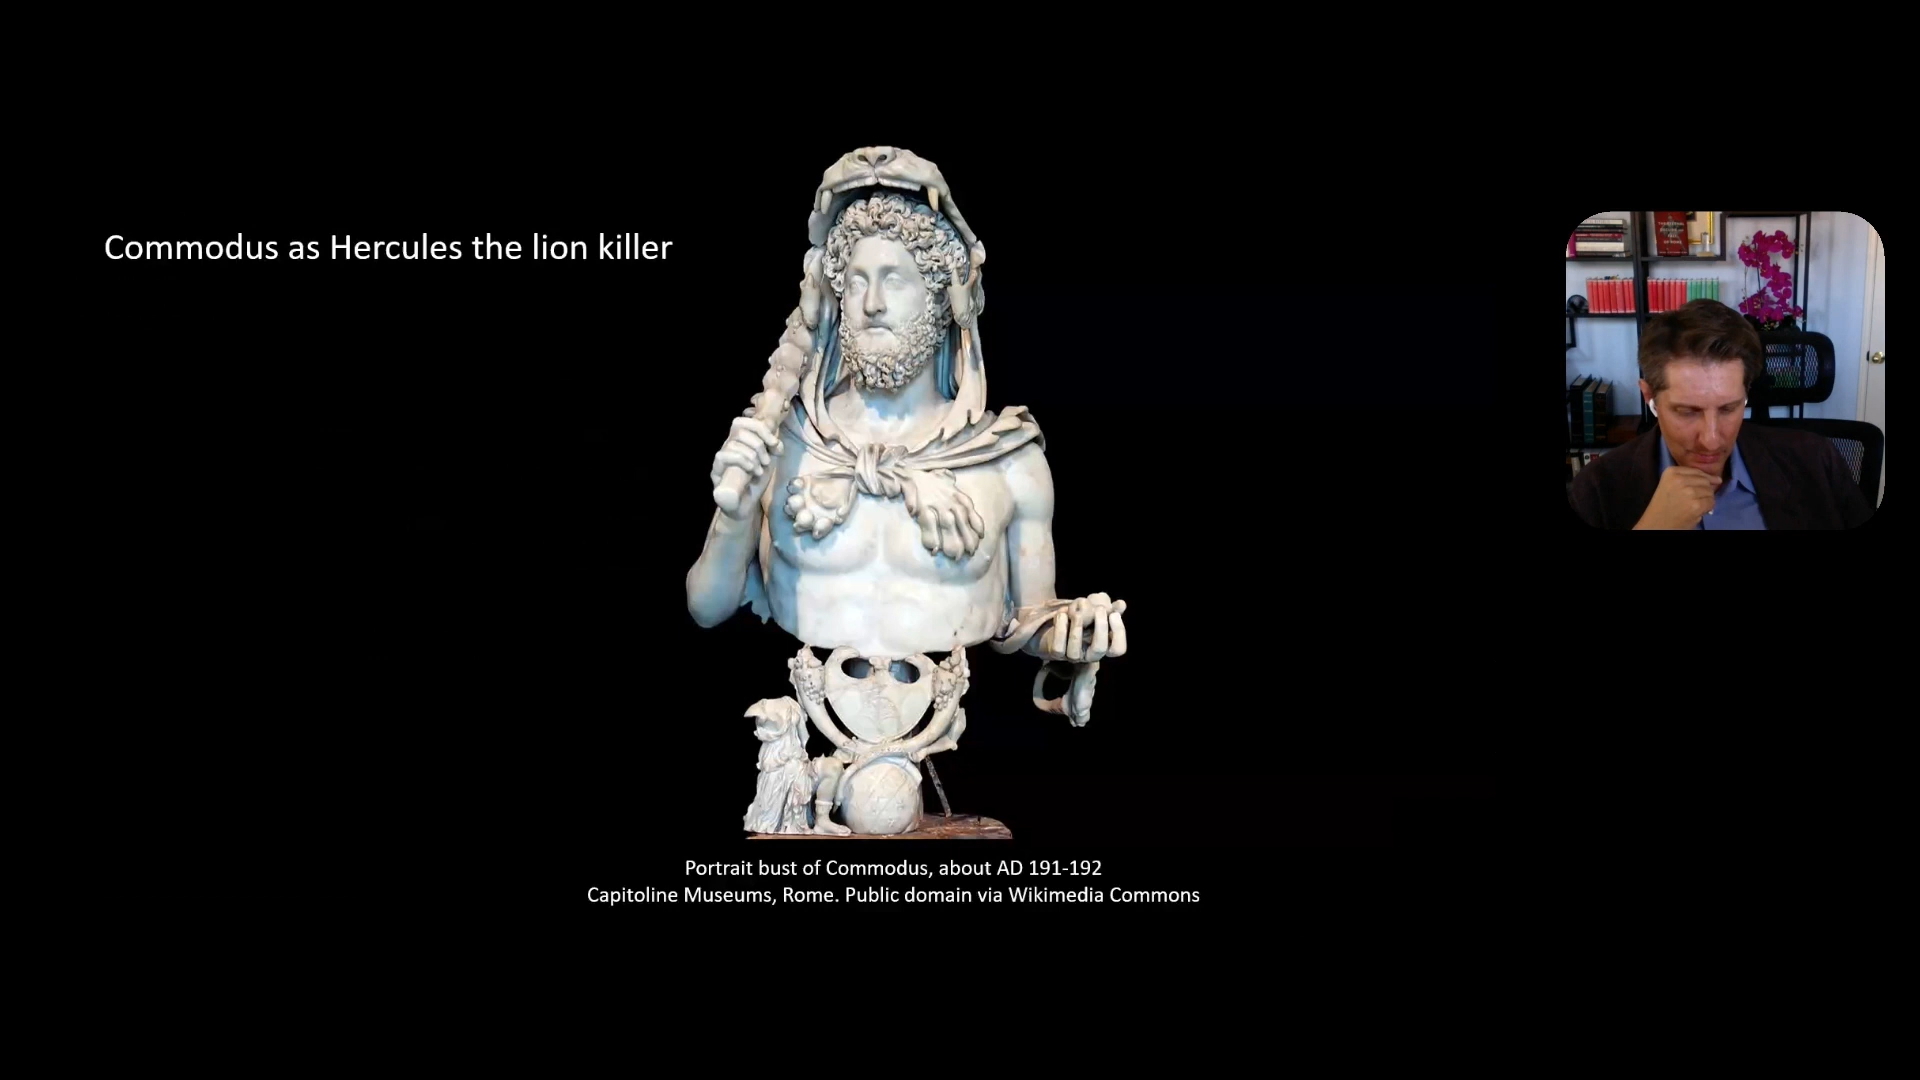 Commodus as Hercules the lion killer
Portrait bust of Commodus, about AD 191-192
Capitoline Museums, Rome. Public domain via Wikimedia Commons